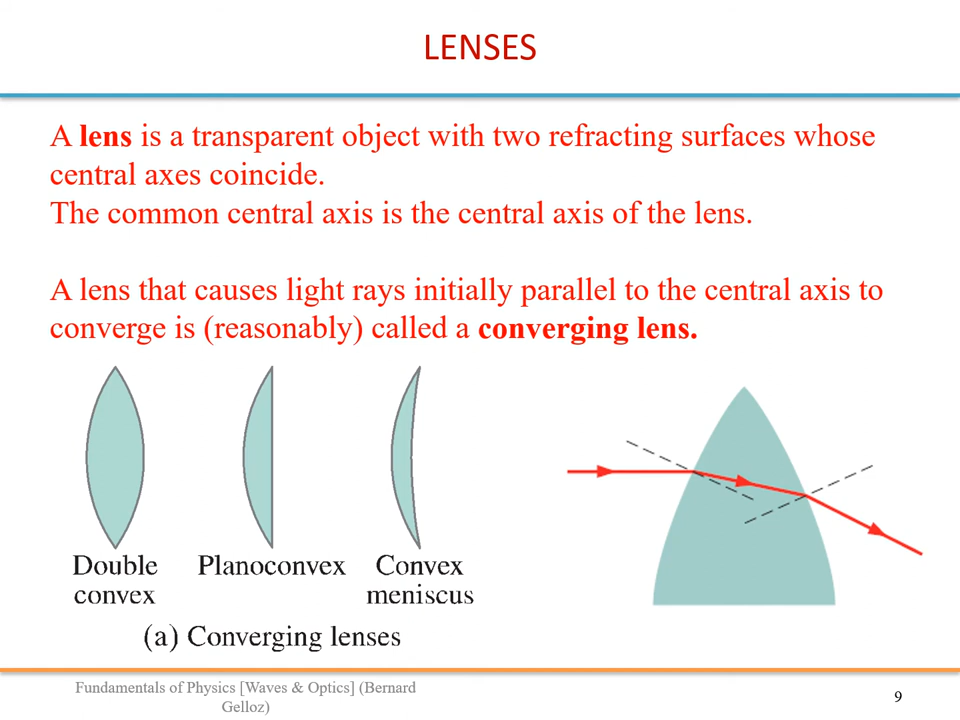 LENSES
A lens is a transparent object with two refracting surfaces whose
central axes coincide.
The common central axis is the central axis of the lens.
A lens that causes light rays initially parallel to the central axis to
converge is (reasonably) called a converging lens.
Double
convex
Planoconvex
Convex
meniscus
(a) Converging lenses
Fundamentals of Physics [Waves & Optics] (Bernard
Gelloz)
9